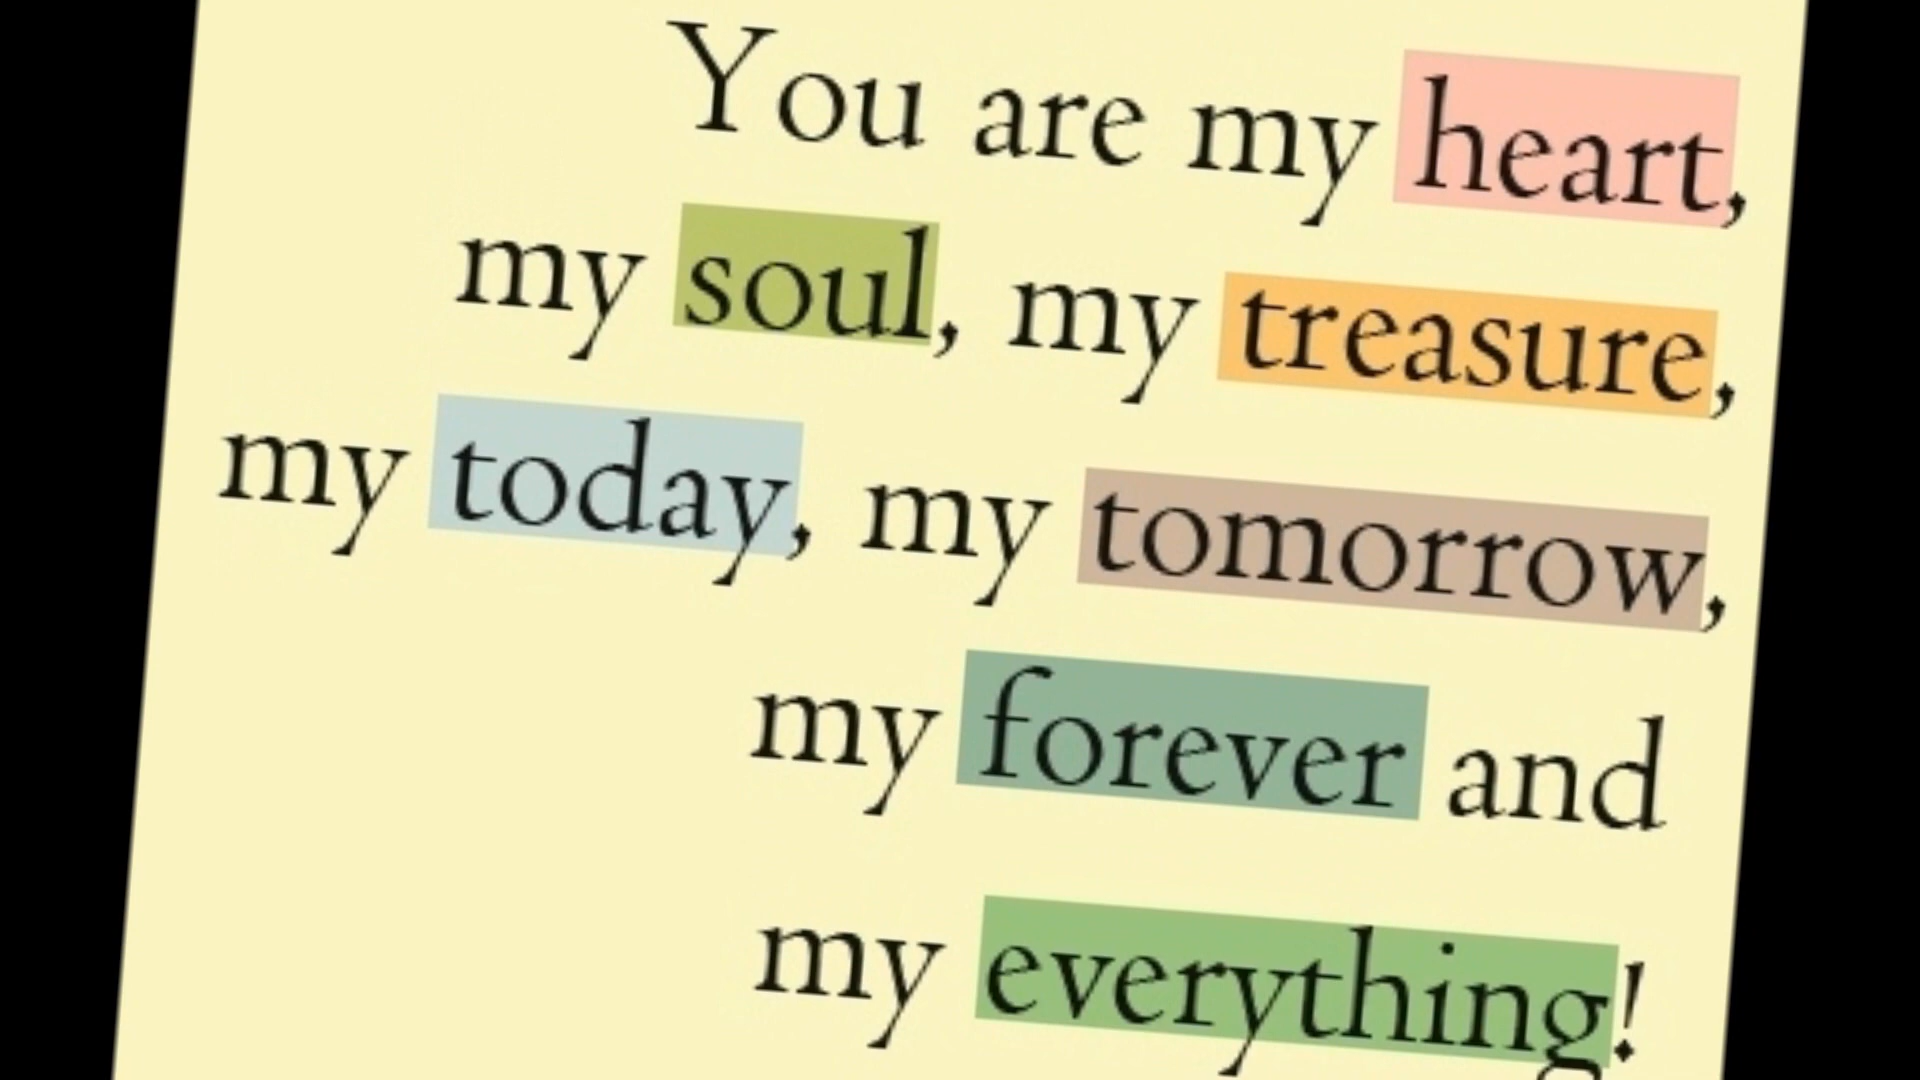 You are my heart,
my soul, my treasure,
my today, my tomorrow,
my forever and
my everything!